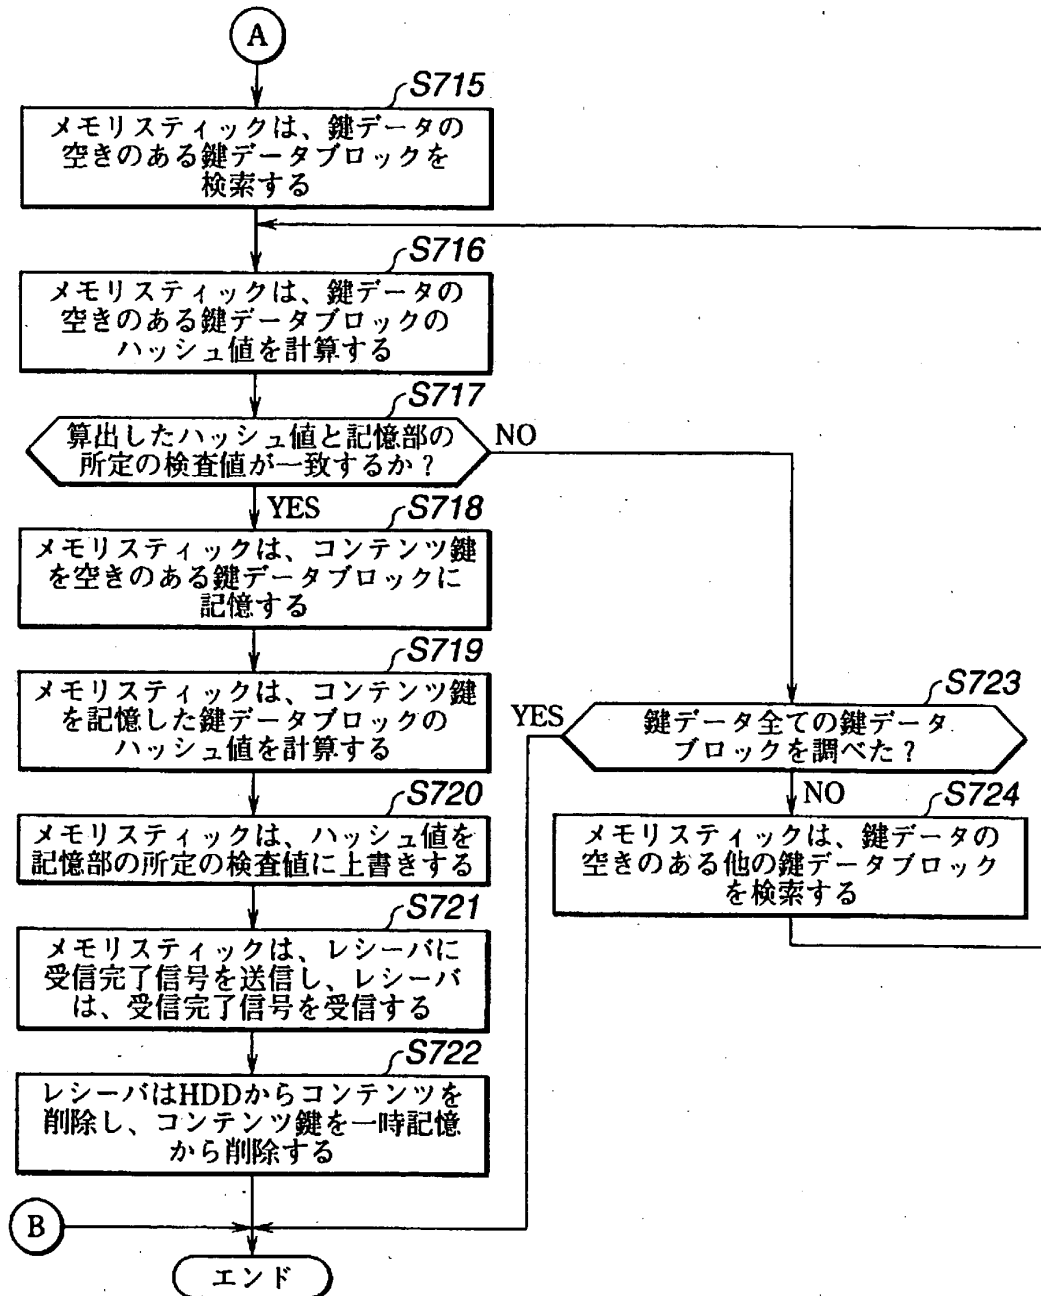 A
S715
メモリスティックは、鍵データの
空きのある鍵データブロックを
検索する
S716
メモリスティックは、鍵データの
空きのある鍵データブロックの
ハッシュ値を計算する
S717
算出したハッシュ値と記憶部の
所定の検査値が一致するか?
NO
YES
S718
メモリスティックは、コンテンツ鍵
を空きのある鍵データブロックに
記憶する
S719
メモリスティックは、コンテンツ鍵
を記憶した鍵データブロックの
ハッシュ値を計算する
S720
メモリスティックは、ハッシュ値を
記憶部の所定の検査値に上書きする
S721
メモリスティックは、レシーバに
受信完了信号を送信し、レシーバ
は、受信完了信号を受信する
S722
レシーバはHDDからコンテンツを
削除し、コンテンツ鍵を一時記憶
から削除する
S723
鍵データ全ての鍵データ
ブロックを調べた?
YES
NO
S724
メモリスティックは、鍵データの
空きのある他の鍵データブロック
を検索する
B
エンド